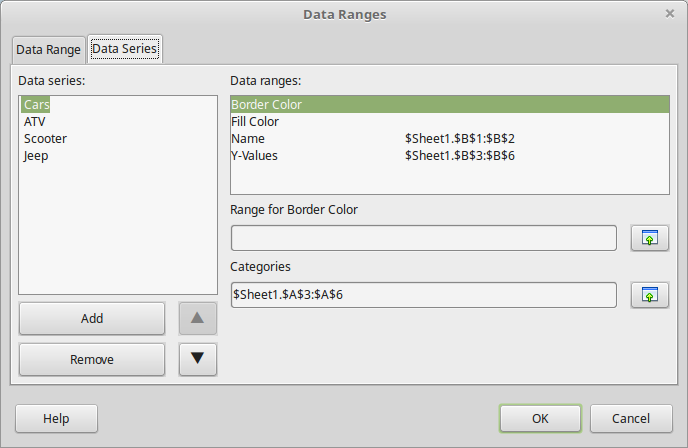 Data Ranges
Data Range Data Series
Data series:
Cars
ATV
Scooter
Jeep
Add
Remove
Data ranges:
Border Color
Fill Color
Name $Sheet1.$B$1:$B$2
Y-Values $Sheet1.$B$3:$B$6
Range for Border Color
Categories
$Sheet1.$A$3:$A$6
Help OK Cancel